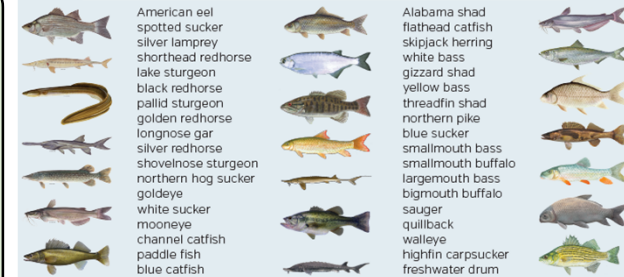 American eel
spotted sucker
silver lamprey
shorthead redhorse
lake sturgeon
black redhorse
pallid sturgeon
golden redhorse
longnose gar
silver redhorse
shovelnose sturgeon
northern hog sucker
goldeye
white sucker
mooneye
channel catfish
paddle fish
blue catfish
Alabama shad
flathead catfish
skipjack herring
white bass
gizzard shad
yellow bass
threadfin shad
northern pike
blue sucker
smallmouth bass
smallmouth buffalo
largemouth bass
bigmouth buffalo
sauger
quillback
walleye
highfin carpsucker
freshwater drum